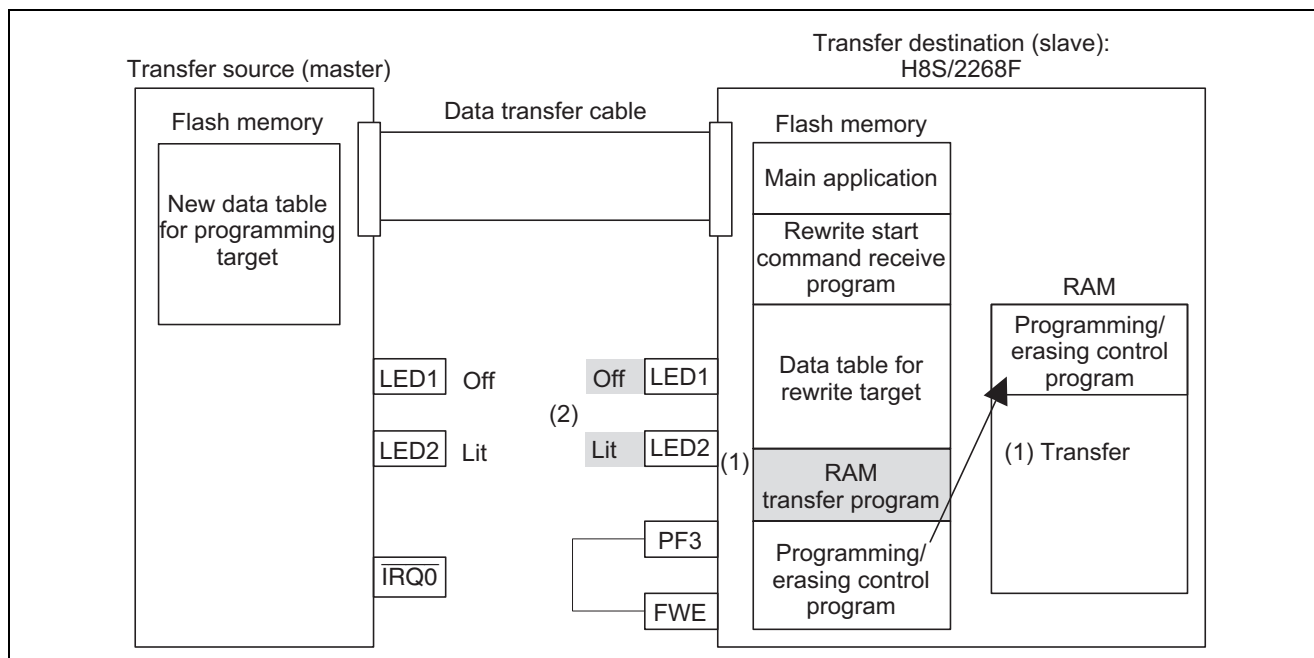 Transfer source (master)
Flash memory
New data table
for programming
target
LED1 Off
LED2 Lit
IRQ0
Data transfer cable
(2)
Off LED1
Lit LED2
PF3
FWE
Transfer destination (slave):
H8S/2268F
Flash memory
Main application
Rewrite start
command receive
program
Data table for
rewrite target
(1)
RAM
transfer program
Programming/
erasing control
program
RAM
Programming/
erasing control
program
(1) Transfer